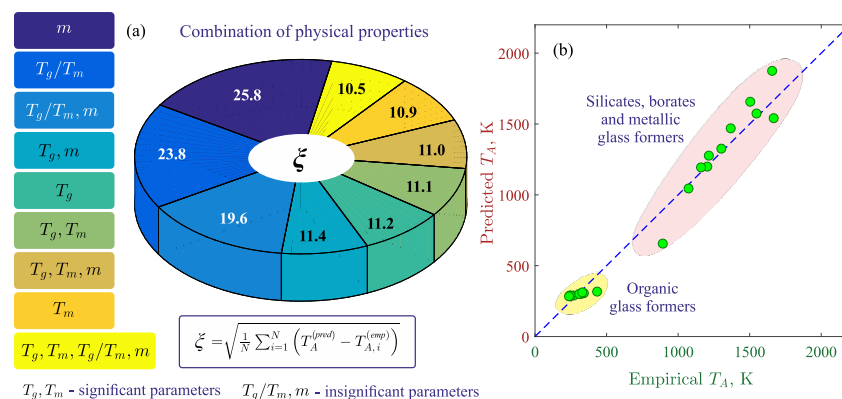 (a) Combination of physical properties
m
T_g/T_m
T_g/T_m, m
T_g, m
T_g
T_g, T_m
T_g, T_m, m
T_m
T_g, T_m, T_g/T_m, m
25.8
10.5
10.9
11.0
11.1
11.2
11.4
19.6
23.8
ξ
ξ = √(1/N ∑_{i=1}^{N} (T_A^{(pred)} − T_{A,i}^{(emp)}))
T_g, T_m - significant parameters
T_g/T_m, m - insignificant parameters
(b)
Silicates, borates
and metallic
glass formers
Organic
glass formers
Predicted T_A, K
2000
1500
1000
500
0
0
500
1000
1500
2000
Empirical T_A, K